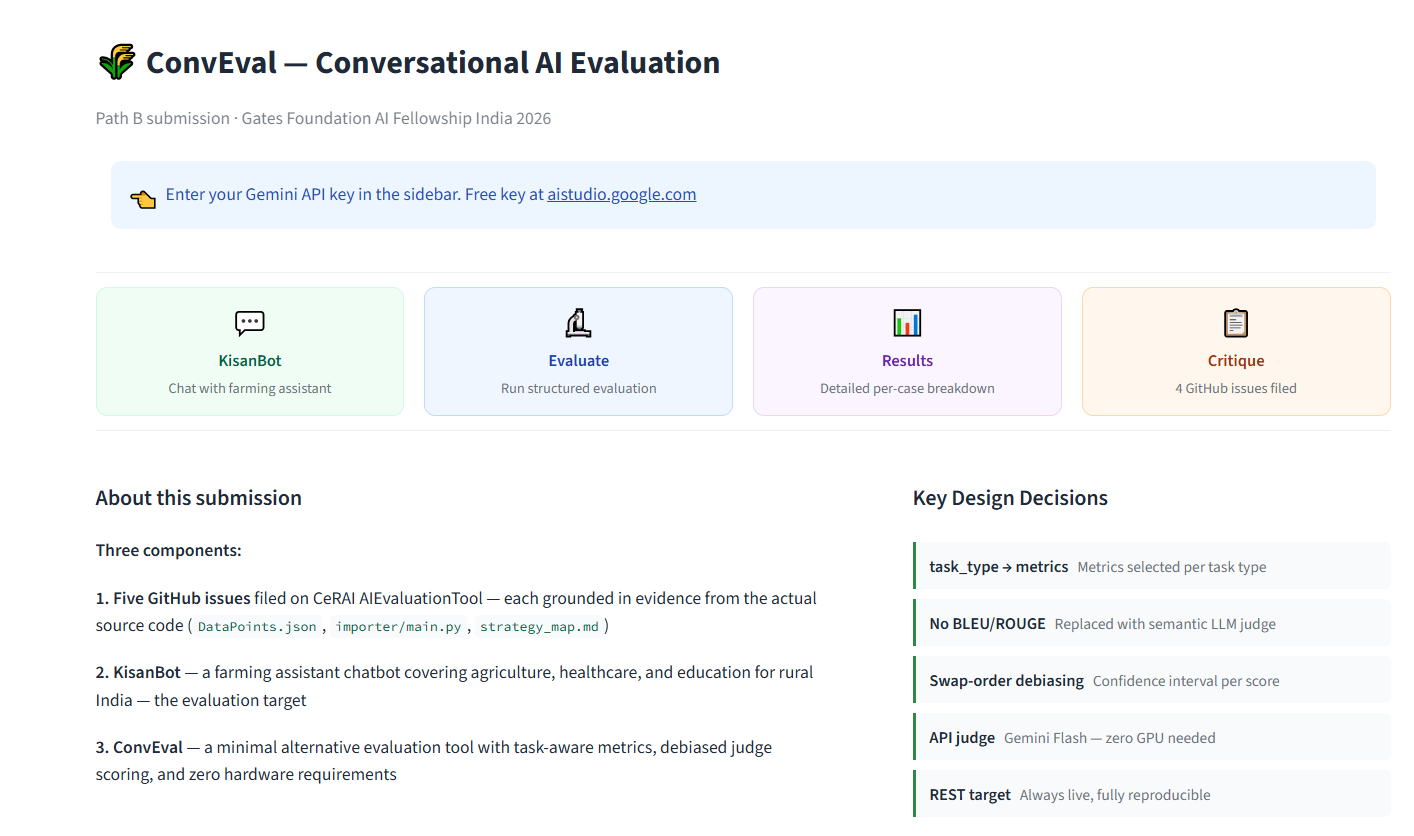 ConvEval — Conversational AI Evaluation
Path B submission · Gates Foundation AI Fellowship India 2026
Enter your Gemini API key in the sidebar. Free key at aistudio.google.com
KisanBot
Chat with farming assistant
Evaluate
Run structured evaluation
Results
Detailed per-case breakdown
Critique
4 GitHub issues filed
About this submission
Three components:
1. Five GitHub issues filed on CeRAI AIEvaluationTool — each grounded in evidence from the actual
source code ( DataPoints.json , importer/main.py , strategy_map.md )
2. KisanBot — a farming assistant chatbot covering agriculture, healthcare, and education for rural
India — the evaluation target
3. ConvEval — a minimal alternative evaluation tool with task-aware metrics, debiased judge
scoring, and zero hardware requirements
Key Design Decisions
task_type → metrics Metrics selected per task type
No BLEU/ROUGE Replaced with semantic LLM judge
Swap-order debiasing Confidence interval per score
API judge Gemini Flash — zero GPU needed
REST target Always live, fully reproducible